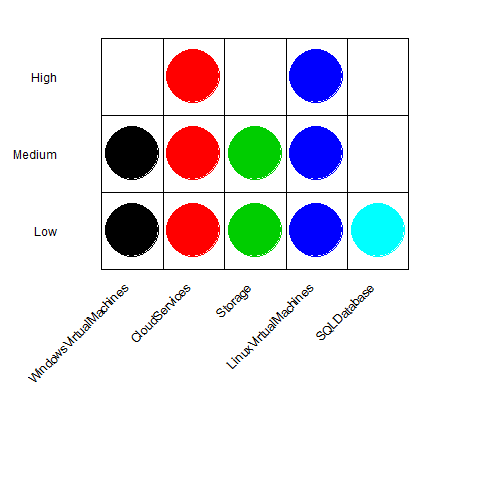 High
Medium
Low
WindowsVirtualMachines
CloudServices
Storage
LinuxVirtualMachines
SQLDatabase